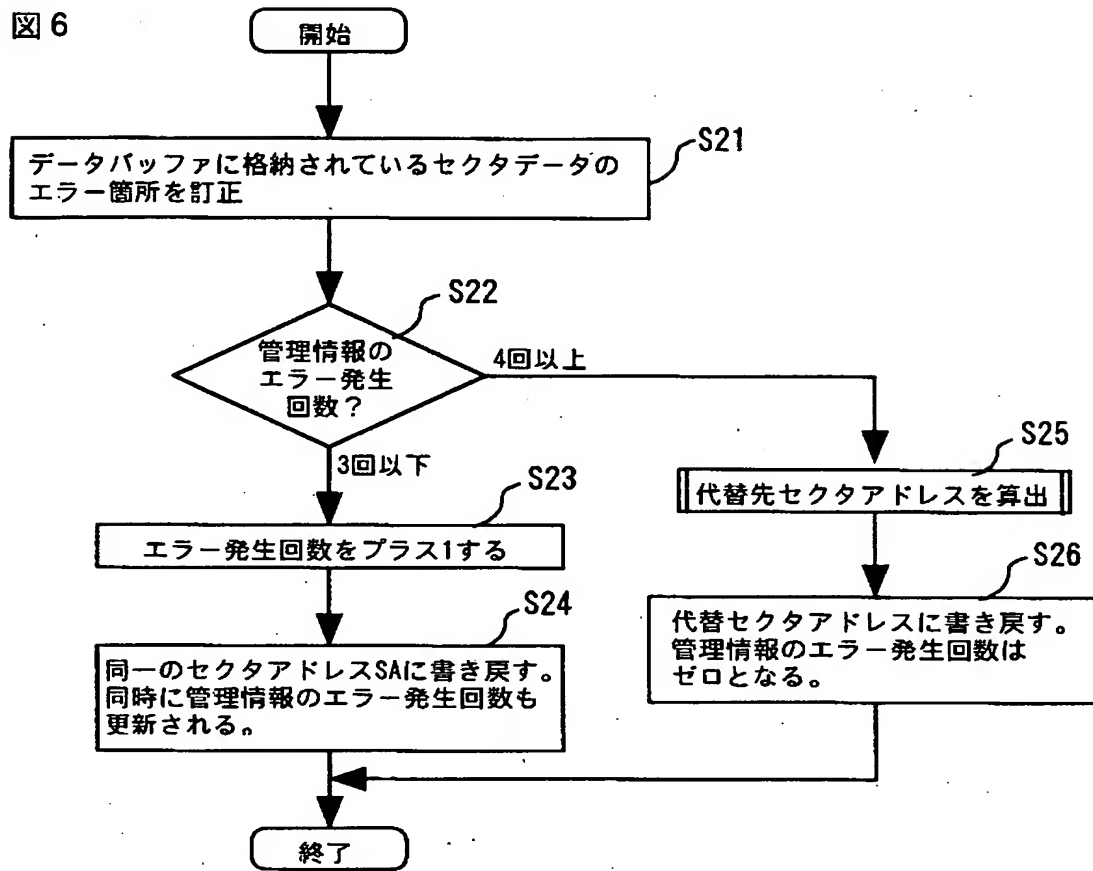 図6
開始
S21
データバッファに格納されているセクタデータの
エラー箇所を訂正
S22
管理情報の
エラー発生
回数？
4回以上
3回以下
S23
エラー発生回数をプラス1する
S24
同一のセクタアドレスSAに書き戻す。
同時に管理情報のエラー発生回数も
更新される。
S25
代替先セクタアドレスを算出
S26
代替セクタアドレスに書き戻す。
管理情報のエラー発生回数は
ゼロとなる。
終了